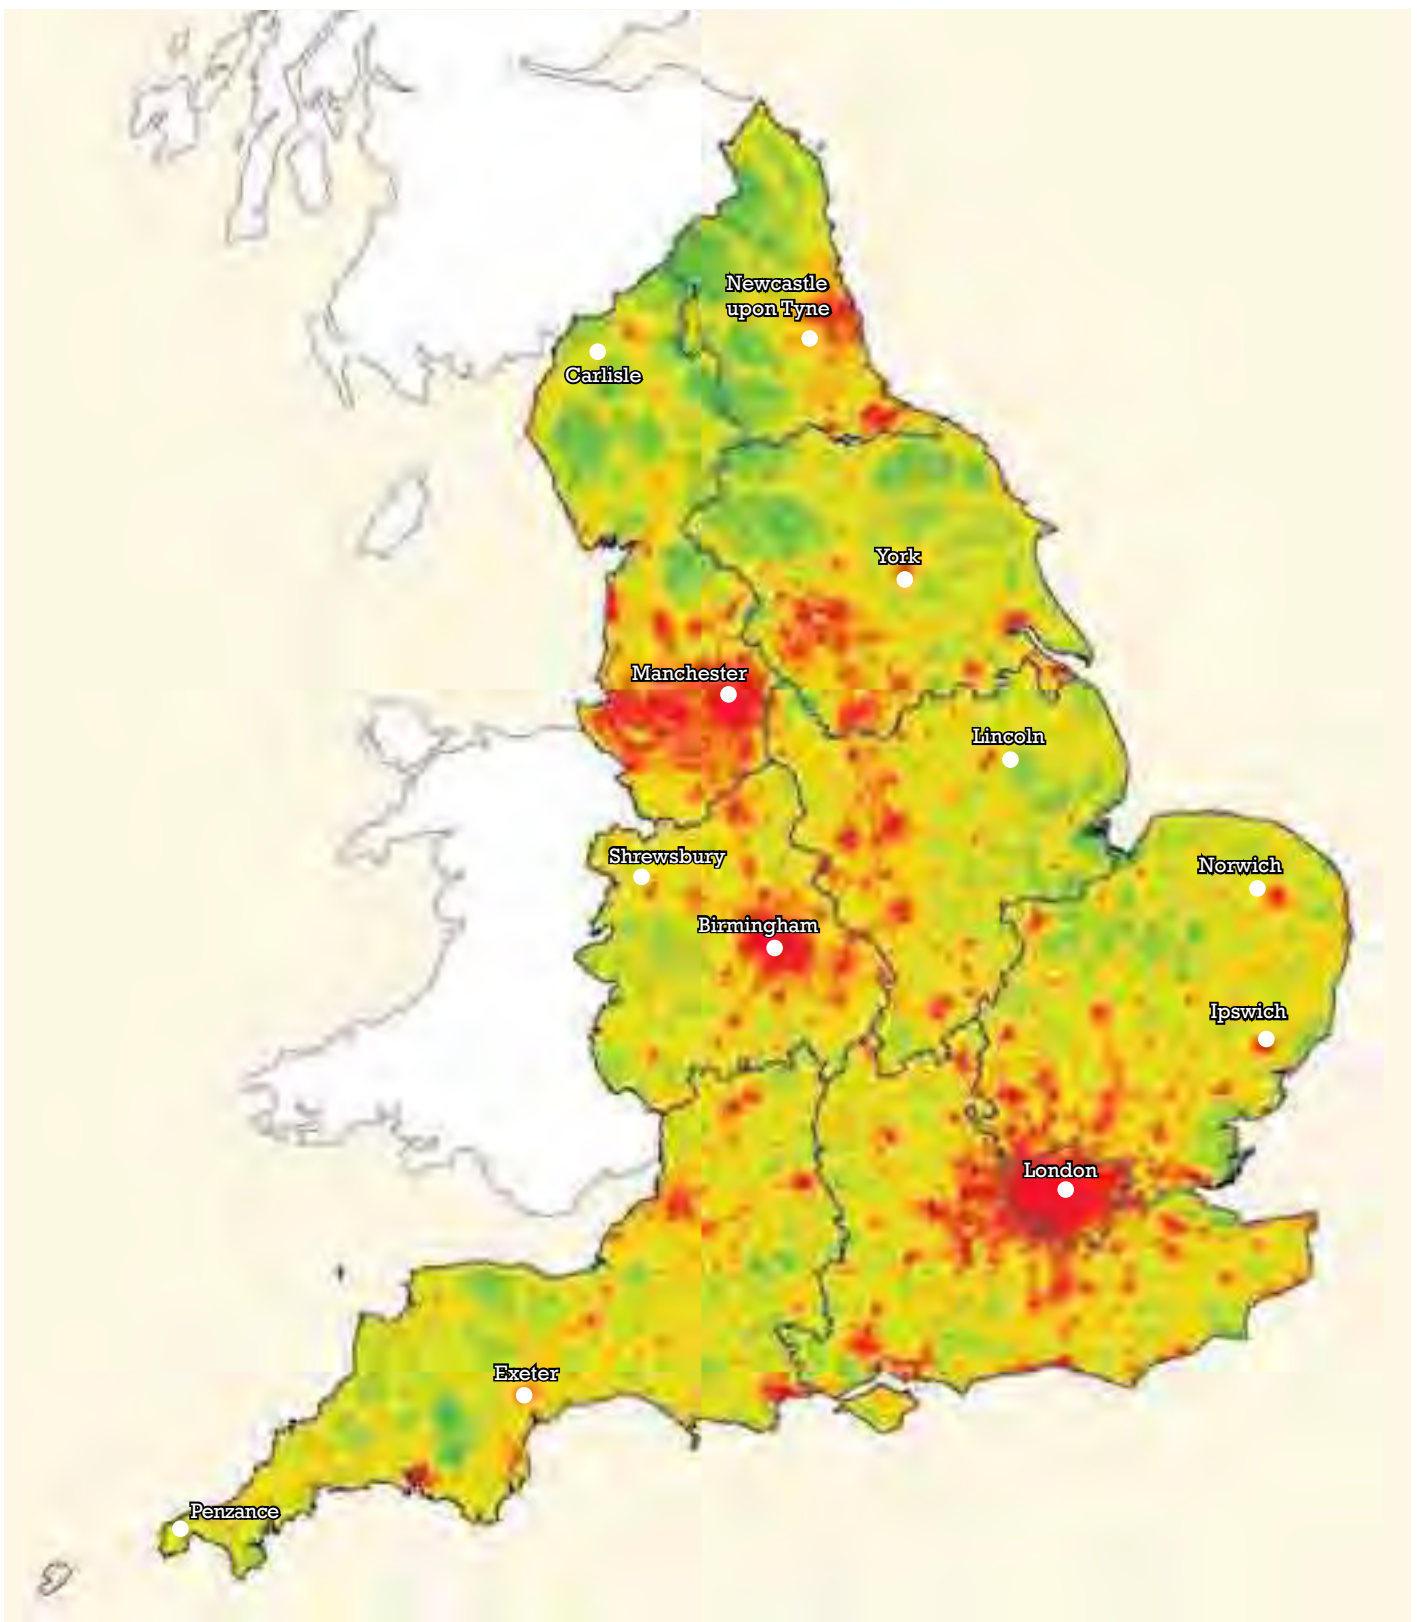 Newcastle
upon Tyne
Carlisle
York
Manchester
Lincoln
Shrewsbury
Norwich
Birmingham
Ipswich
London
Exeter
Penzance